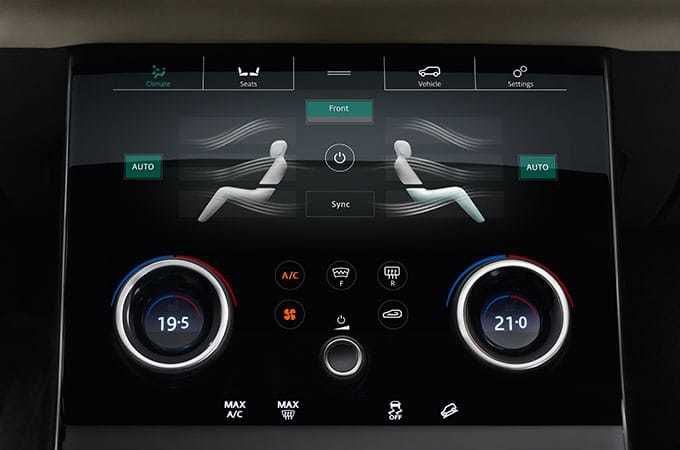 Climate
Seats
Vehicle
Settings
Front
AUTO
AUTO
Sync
A/C
F
R
19·5
21·0
MAX
A/C
MAX
OFF